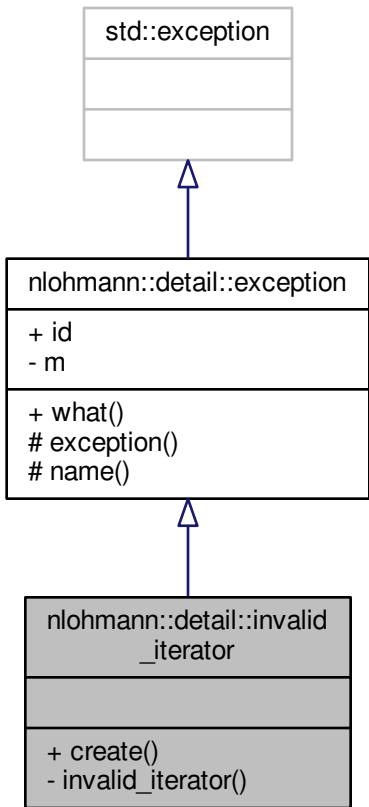 std::exception
nlohmann::detail::exception
+ id
- m
+ what()
# exception()
# name()
nlohmann::detail::invalid
_iterator
+ create()
- invalid_iterator()